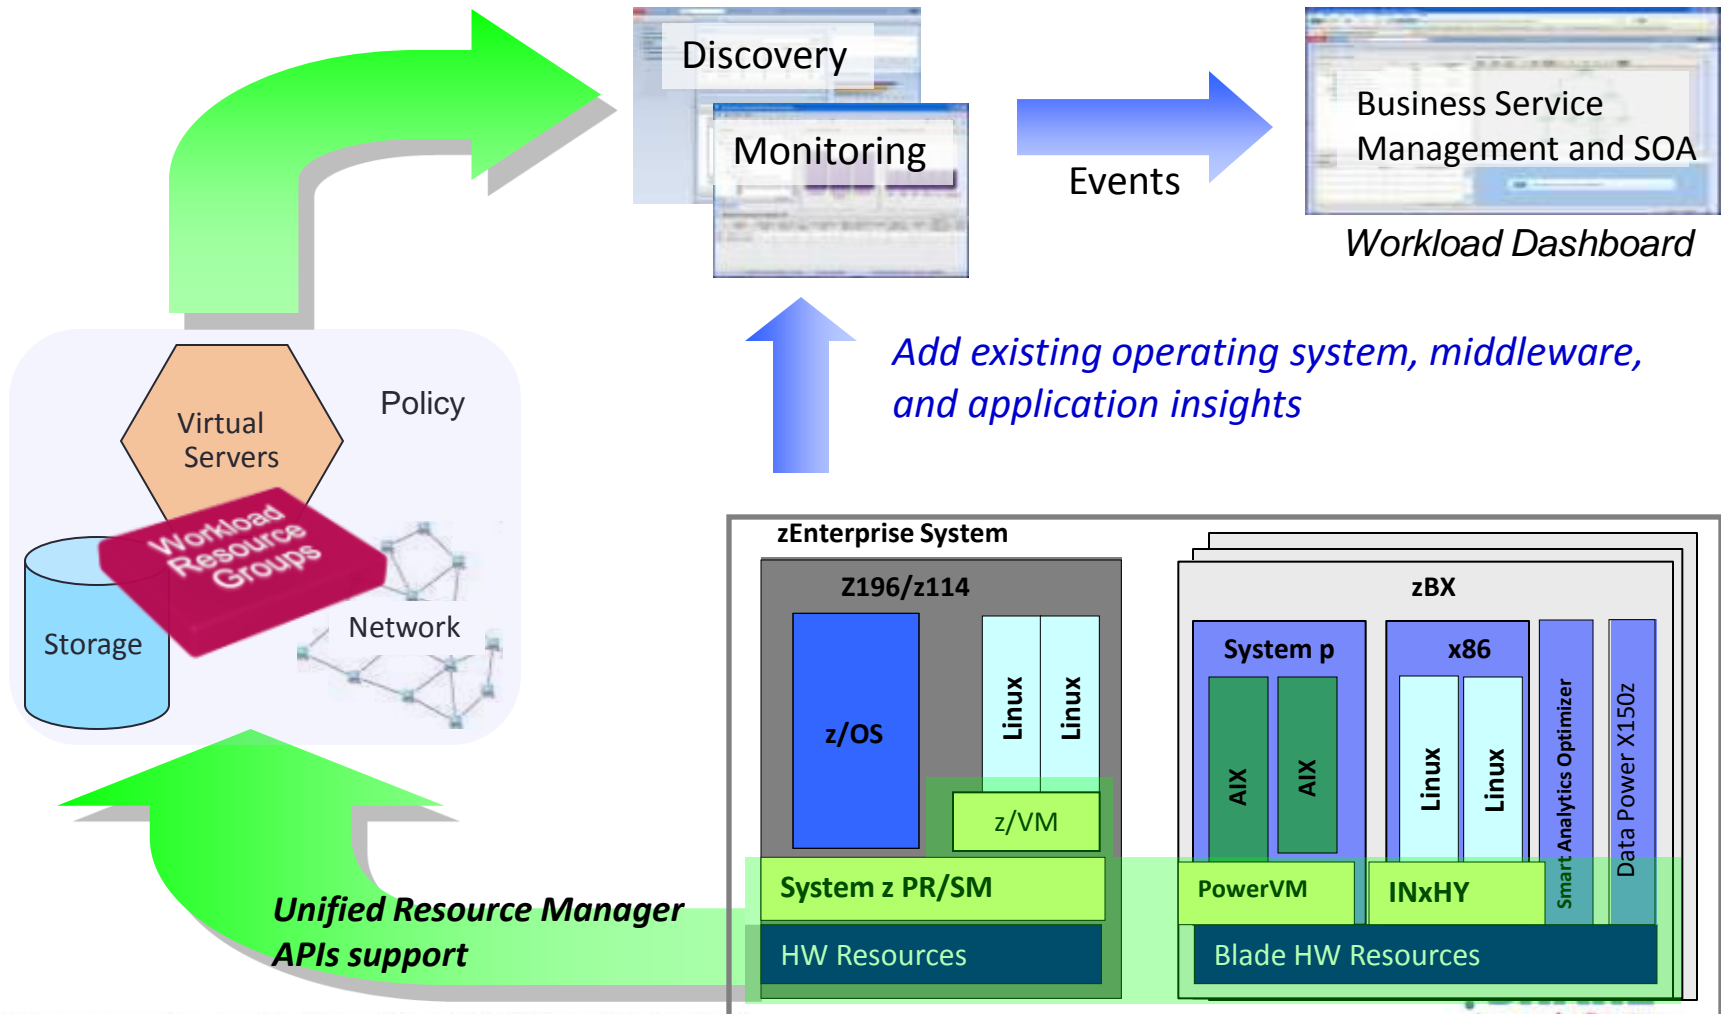 Discovery
Monitoring
Events
Business Service
Management and SOA
Workload Dashboard
Add existing operating system, middleware,
and application insights
Policy
Virtual
Servers
Workload
Resource
Groups
Storage
Network
Unified Resource Manager
APIs support
zEnterprise System
Z196/z114
z/OS
Linux
Linux
z/VM
System z PR/SM
HW Resources
zBX
System p
AIX
AIX
PowerVM
x86
Linux
Linux
INxHY
Smart Analytics Optimizer
Data Power X150z
Blade HW Resources